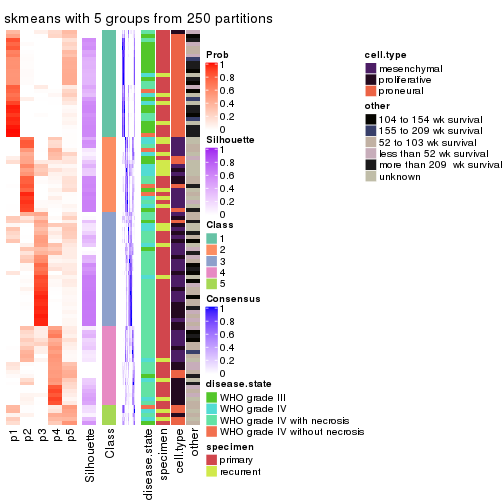 skmeans with 5 groups from 250 partitions
Prob
1
0.8
0.6
0.4
0.2
0
Silhouette
1
0.8
0.6
0.4
0.2
0
Class
1
2
3
4
5
Consensus
1
0.8
0.6
0.4
0.2
0
disease.state
WHO grade III
WHO grade IV
WHO grade IV with necrosis
WHO grade IV without necrosis
specimen
primary
recurrent
cell.type
mesenchymal
proliferative
proneural
other
104 to 154 wk survival
155 to 209 wk survival
52 to 103 wk survival
less than 52 wk survival
more than 209  wk survival
unknown
p1
p2
p3
p4
p5
Silhouette
Class
disease.state
specimen
cell.type
other